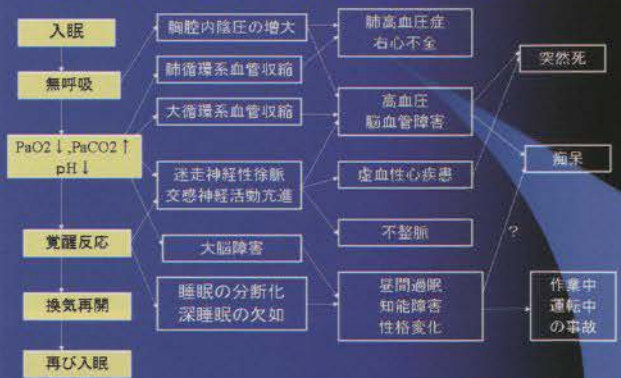 入眠
無呼吸
PaO2↓,PaCO2↑
pH↓
覚醒反応
換気再開
再び入眠
胸腔内陰圧の増大
肺循環系血管収縮
大循環系血管収縮
迷走神経性徐脈
交感神経活動亢進
大脳障害
睡眠の分断化
深睡眠の欠如
肺高血圧症
右心不全
高血圧
脳血管障害
虚血性心疾患
不整脈
昼間過眠
知能障害
性格変化
突然死
痴呆
?
作業中
運転中
の事故